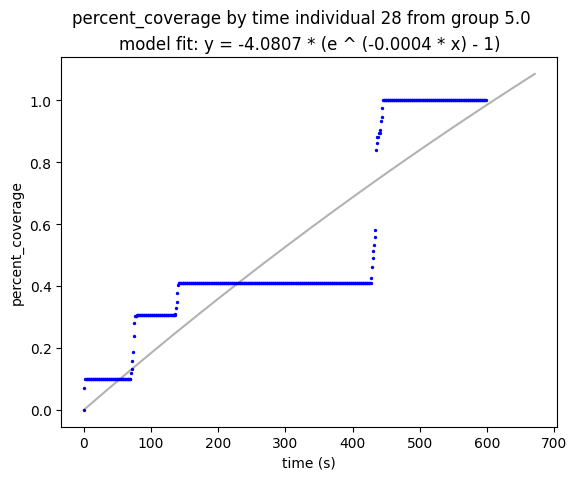 percent_coverage by time individual 28 from group 5.0
model fit: y = -4.0807 * (e ^ (-0.0004 * x) - 1)
percent_coverage
1.0
0.8
0.6
0.4
0.2
0.0
0 100 200 300 400 500 600 700
time (s)